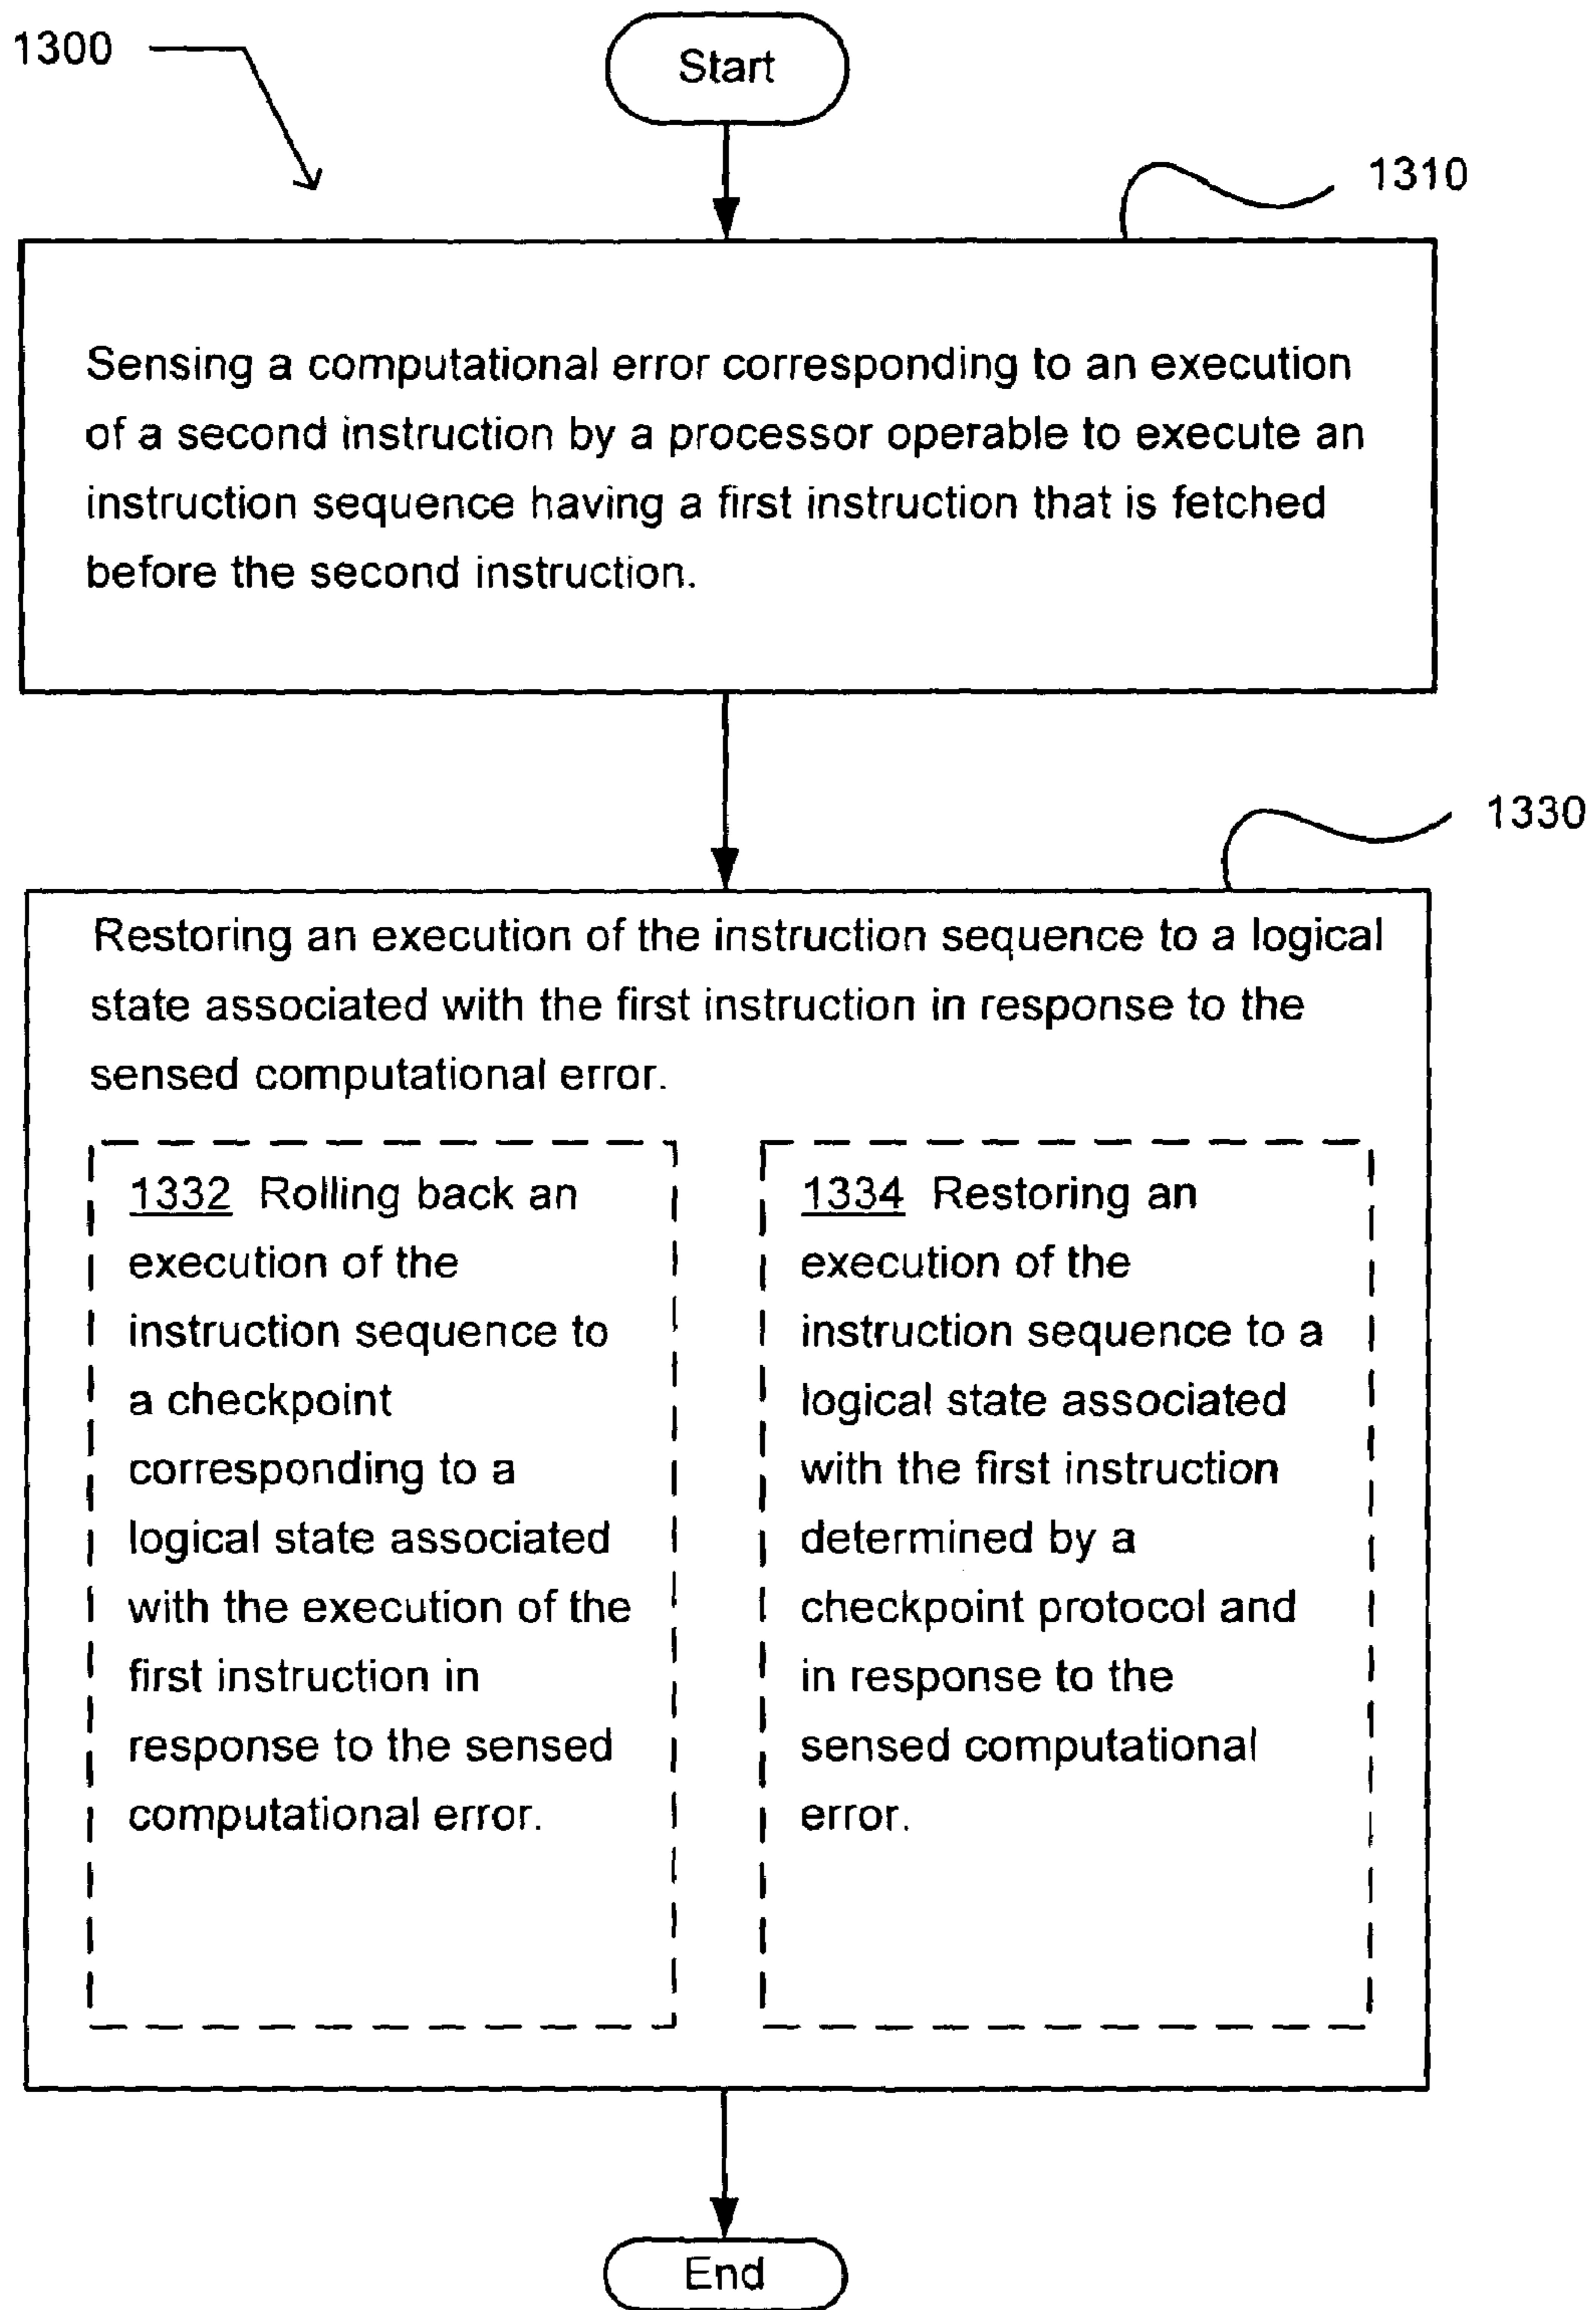 1300
Start
1310
Sensing a computational error corresponding to an execution
of a second instruction by a processor operable to execute an
instruction sequence having a first instruction that is fetched
before the second instruction.
1330
Restoring an execution of the instruction sequence to a logical
state associated with the first instruction in response to the
sensed computational error.
1332 Rolling back an
execution of the
instruction sequence to
a checkpoint
corresponding to a
logical state associated
with the execution of the
first instruction in
response to the sensed
computational error.
1334 Restoring an
execution of the
instruction sequence to a
logical state associated
with the first instruction
determined by a
checkpoint protocol and
in response to the
sensed computational
error.
End